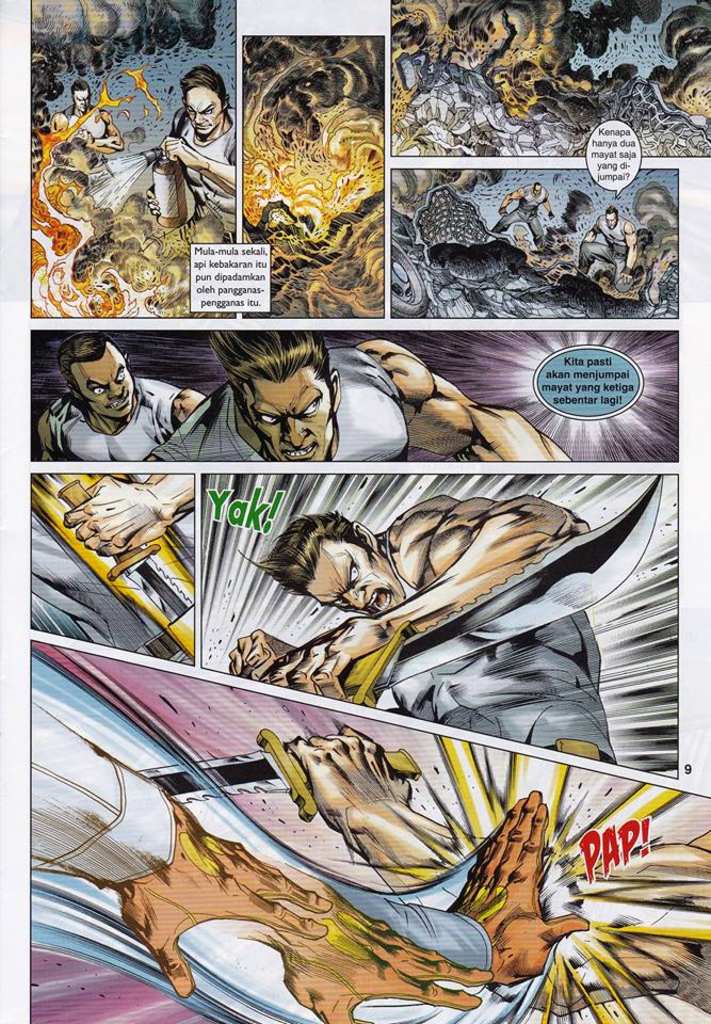 Mula-mula sekali,
api kebakaran itu
pun dipadamkan
oleh pangganas-
pengganas itu.
Kenapa
hanya dua
mayat saja
yang di-
jumpai?
Kita pasti
akan menjumpai
mayat yang ketiga
sebentar lagi!
Yak!
9
PAP!